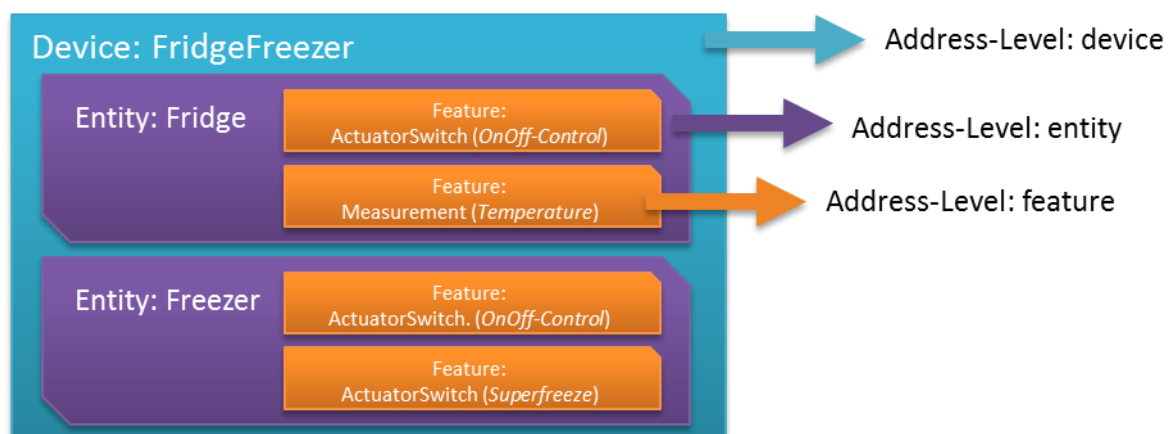 Device: FridgeFreezer
Address-Level: device
Entity: Fridge
Feature:
ActuatorSwitch (OnOff-Control)
Address-Level: entity
Feature:
Measurement (Temperature)
Address-Level: feature
Entity: Freezer
Feature:
ActuatorSwitch. (OnOff-Control)
Feature:
ActuatorSwitch (Superfreeze)